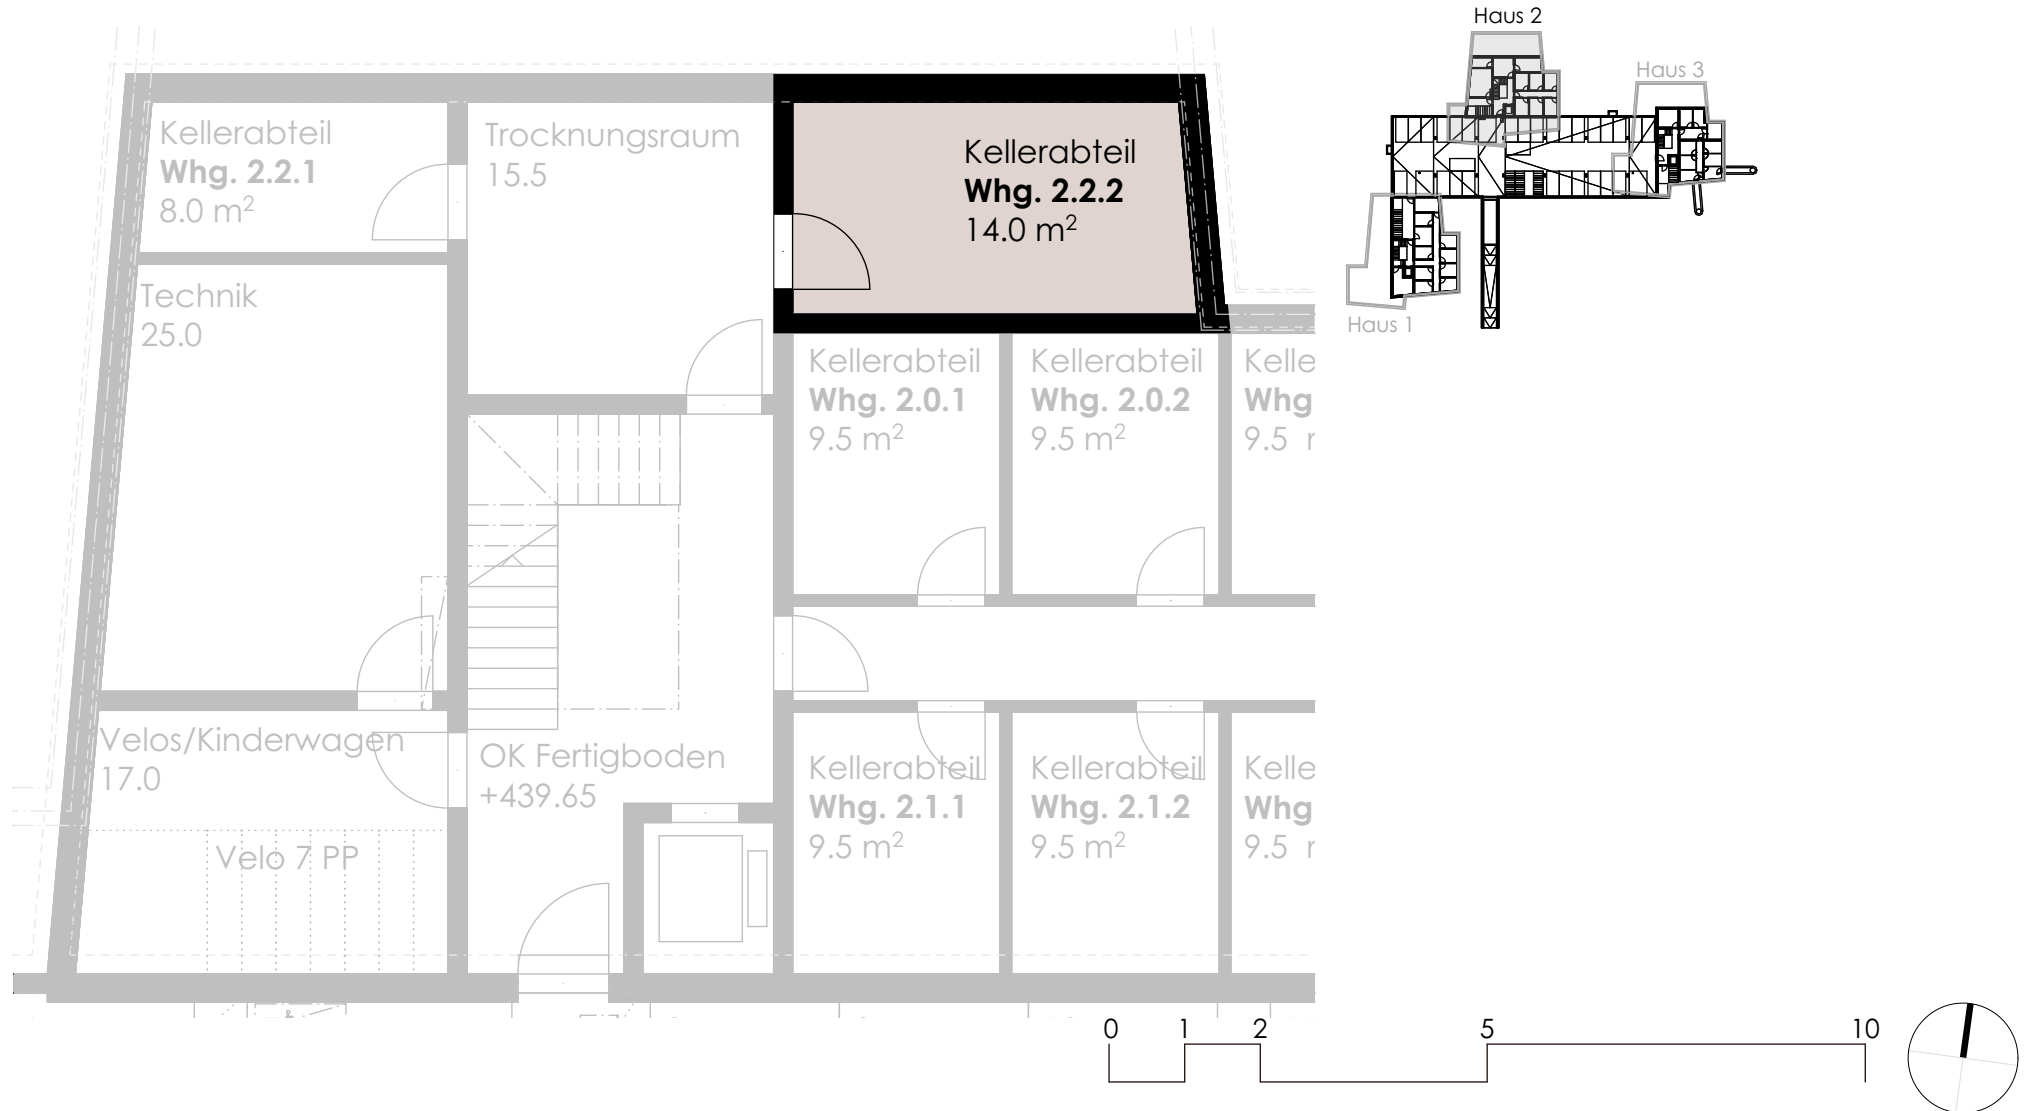 Haus 2
Haus 3
Haus 1
Kellerabteil
Whg. 2.2.1
8.0 m²
Trocknungsraum
15.5
Kellerabteil
Whg. 2.2.2
14.0 m²
Technik
25.0
Kellerabteil
Whg. 2.0.1
9.5 m²
Kellerabteil
Whg. 2.0.2
9.5 m²
Kelle
Whg
9.5
Velos/Kinderwagen
17.0
Velo 7 PP
OK Fertigboden
+439.65
Kellerabteil
Whg. 2.1.1
9.5 m²
Kellerabteil
Whg. 2.1.2
9.5 m²
Kelle
Whg
9.5
0 1 2 5 10